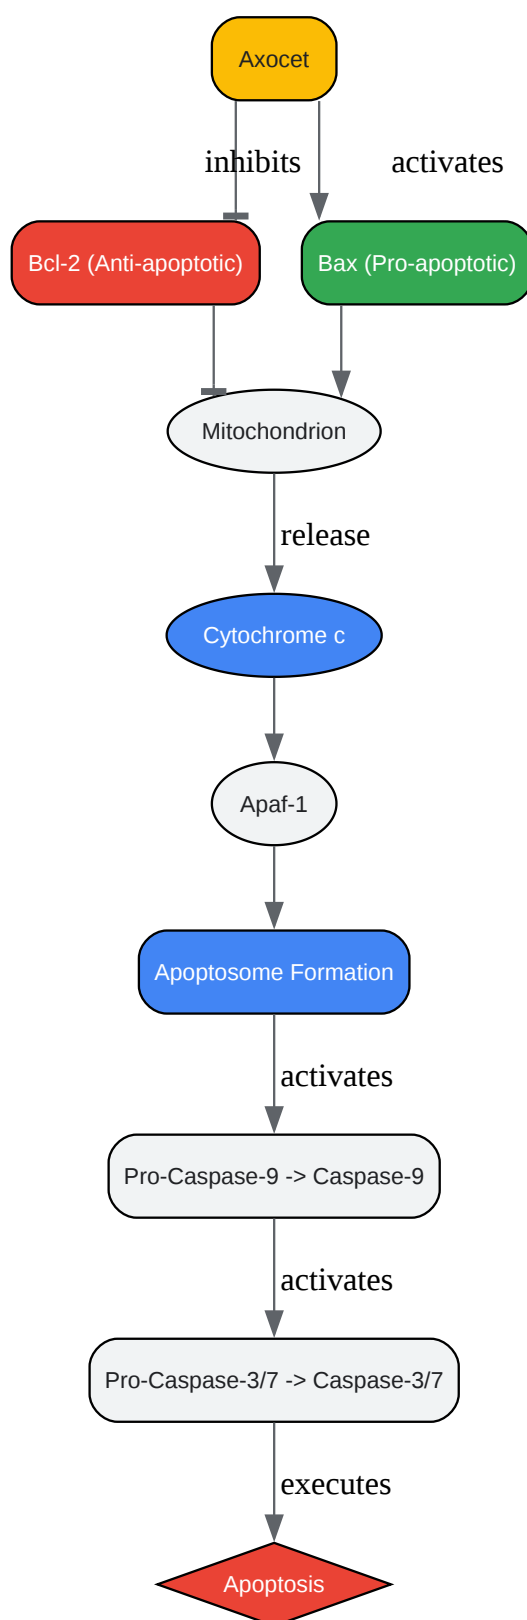 Axocet
inhibits
activates
Bcl-2 (Anti-apoptotic)
Bax (Pro-apoptotic)
Mitochondrion
release
Cytochrome c
Apaf-1
Apoptosome Formation
activates
Pro-Caspase-9 -> Caspase-9
activates
Pro-Caspase-3/7 -> Caspase-3/7
executes
Apoptosis